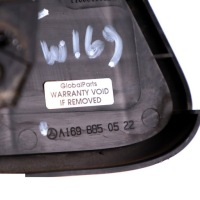 W169
GlobalParts
WARRANTY VOID
IF REMOVED
A169 885 05 22